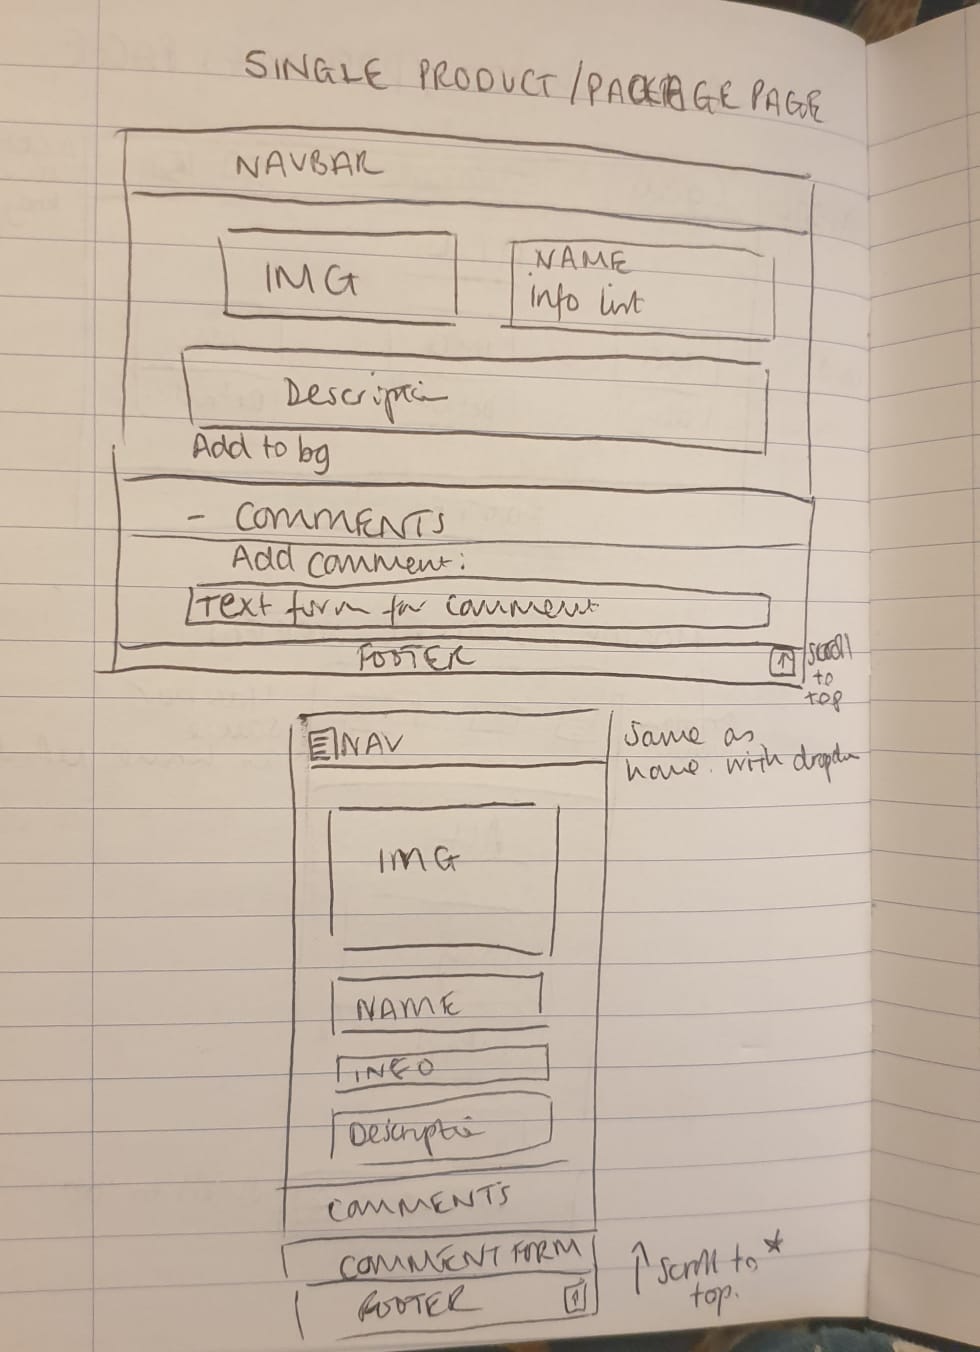 SINGLE PRODUCT/PACKAGE PAGE
NAVBAR
IMG
NAME
info list
Descriptio
Add to bg
- COMMENTS
Add comment:
Text form for comment
FOOTER
↑
scroll
to
top
NAV
same as
home. with dropdn
IMG
NAME
INFO
Descriptio
COMMENTS
COMMENT FORM
FOOTER
↑
↑ scroll to *
top.